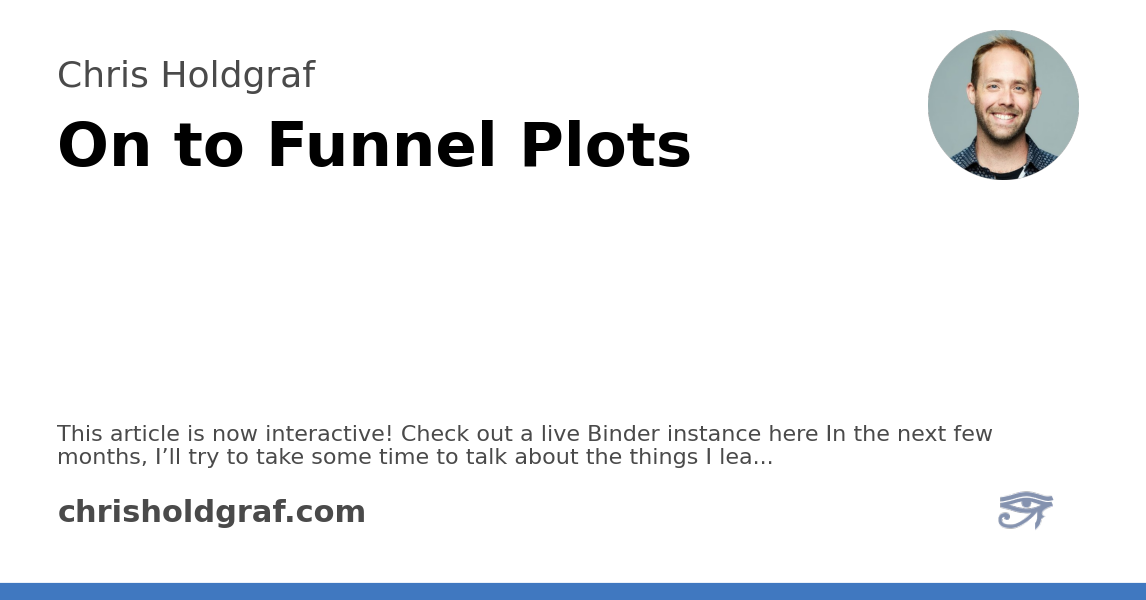 Chris Holdgraf
On to Funnel Plots
This article is now interactive! Check out a live Binder instance here In the next few
months, I’ll try to take some time to talk about the things I lea...
chrisholdgraf.com